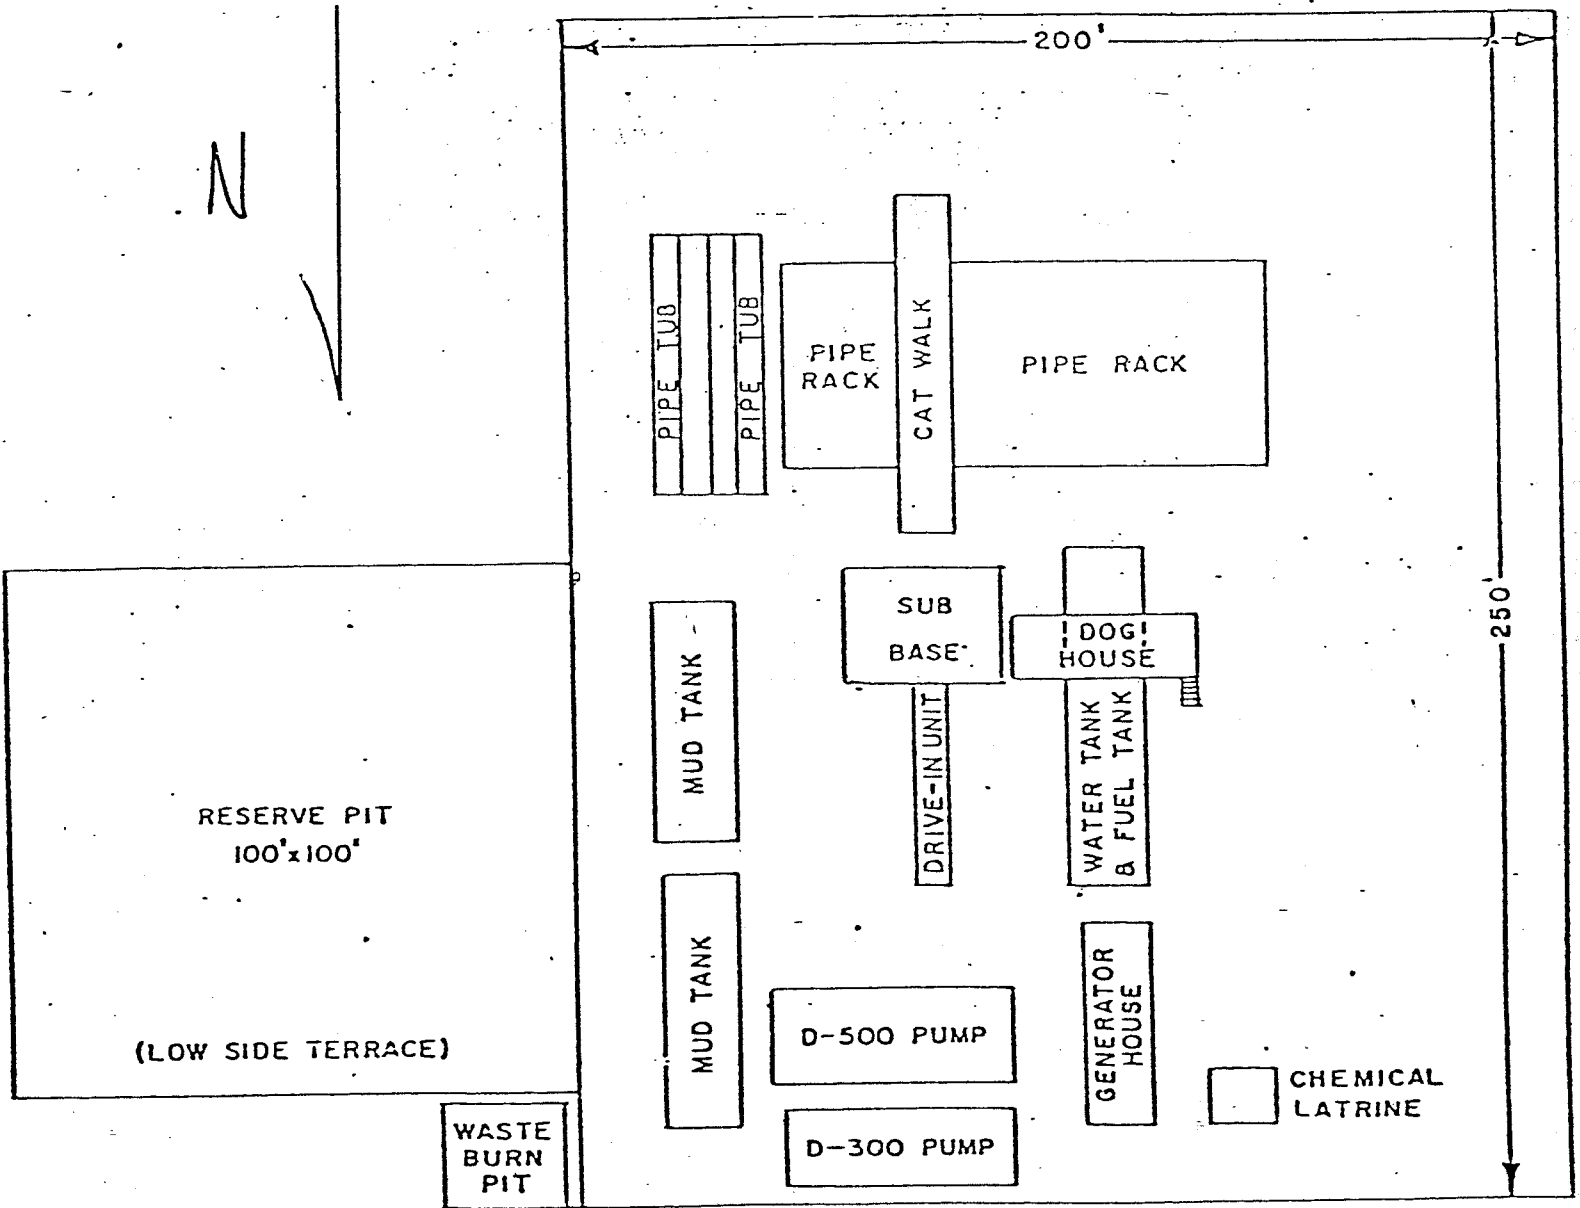 200'
N
PIPE TUB
PIPE TUB
PIPE
RACK
CAT WALK
PIPE RACK
250'
SUB
BASE
DOG
HOUSE
MUD TANK
DRIVE-IN UNIT
WATER TANK
& FUEL TANK
RESERVE PIT
100'x100'
(LOW SIDE TERRACE)
MUD TANK
D-500 PUMP
GENERATOR
HOUSE
CHEMICAL
LATRINE
WASTE
BURN
PIT
D-300 PUMP